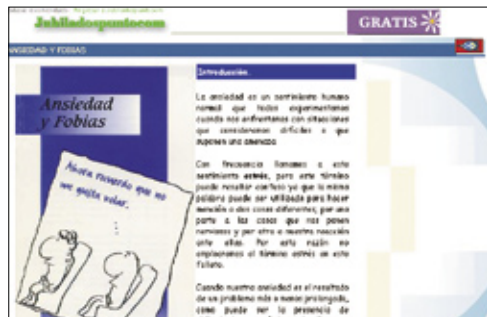 Jubiladospuntocom
GRATIS
ANSIEDAD Y FOBIAS
Ansiedad
y Fobias
Ahora recuerdo que no
me gusta volar.
...
Introducción.
La ansiedad es un sentimiento humano
normal que todos experimentamos
cuando nos enfrentamos con situaciones
que consideramos difíciles o que
suponen una amenaza.
Con frecuencia llamamos a este
sentimiento estrés, pero este término
puede resultar confuso ya que la misma
palabra puede ser utilizada para hacer
mención a dos cosas diferentes, por una
parte a las cosas que nos ponen
nerviosos y por otra a nuestra reacción
ante ellas. Por esta razón no
emplearemos el término estrés en este
folleto.
Cuando nuestra ansiedad es el resultado
de un problema más o menos prolongado,
como puede ser la presencia de